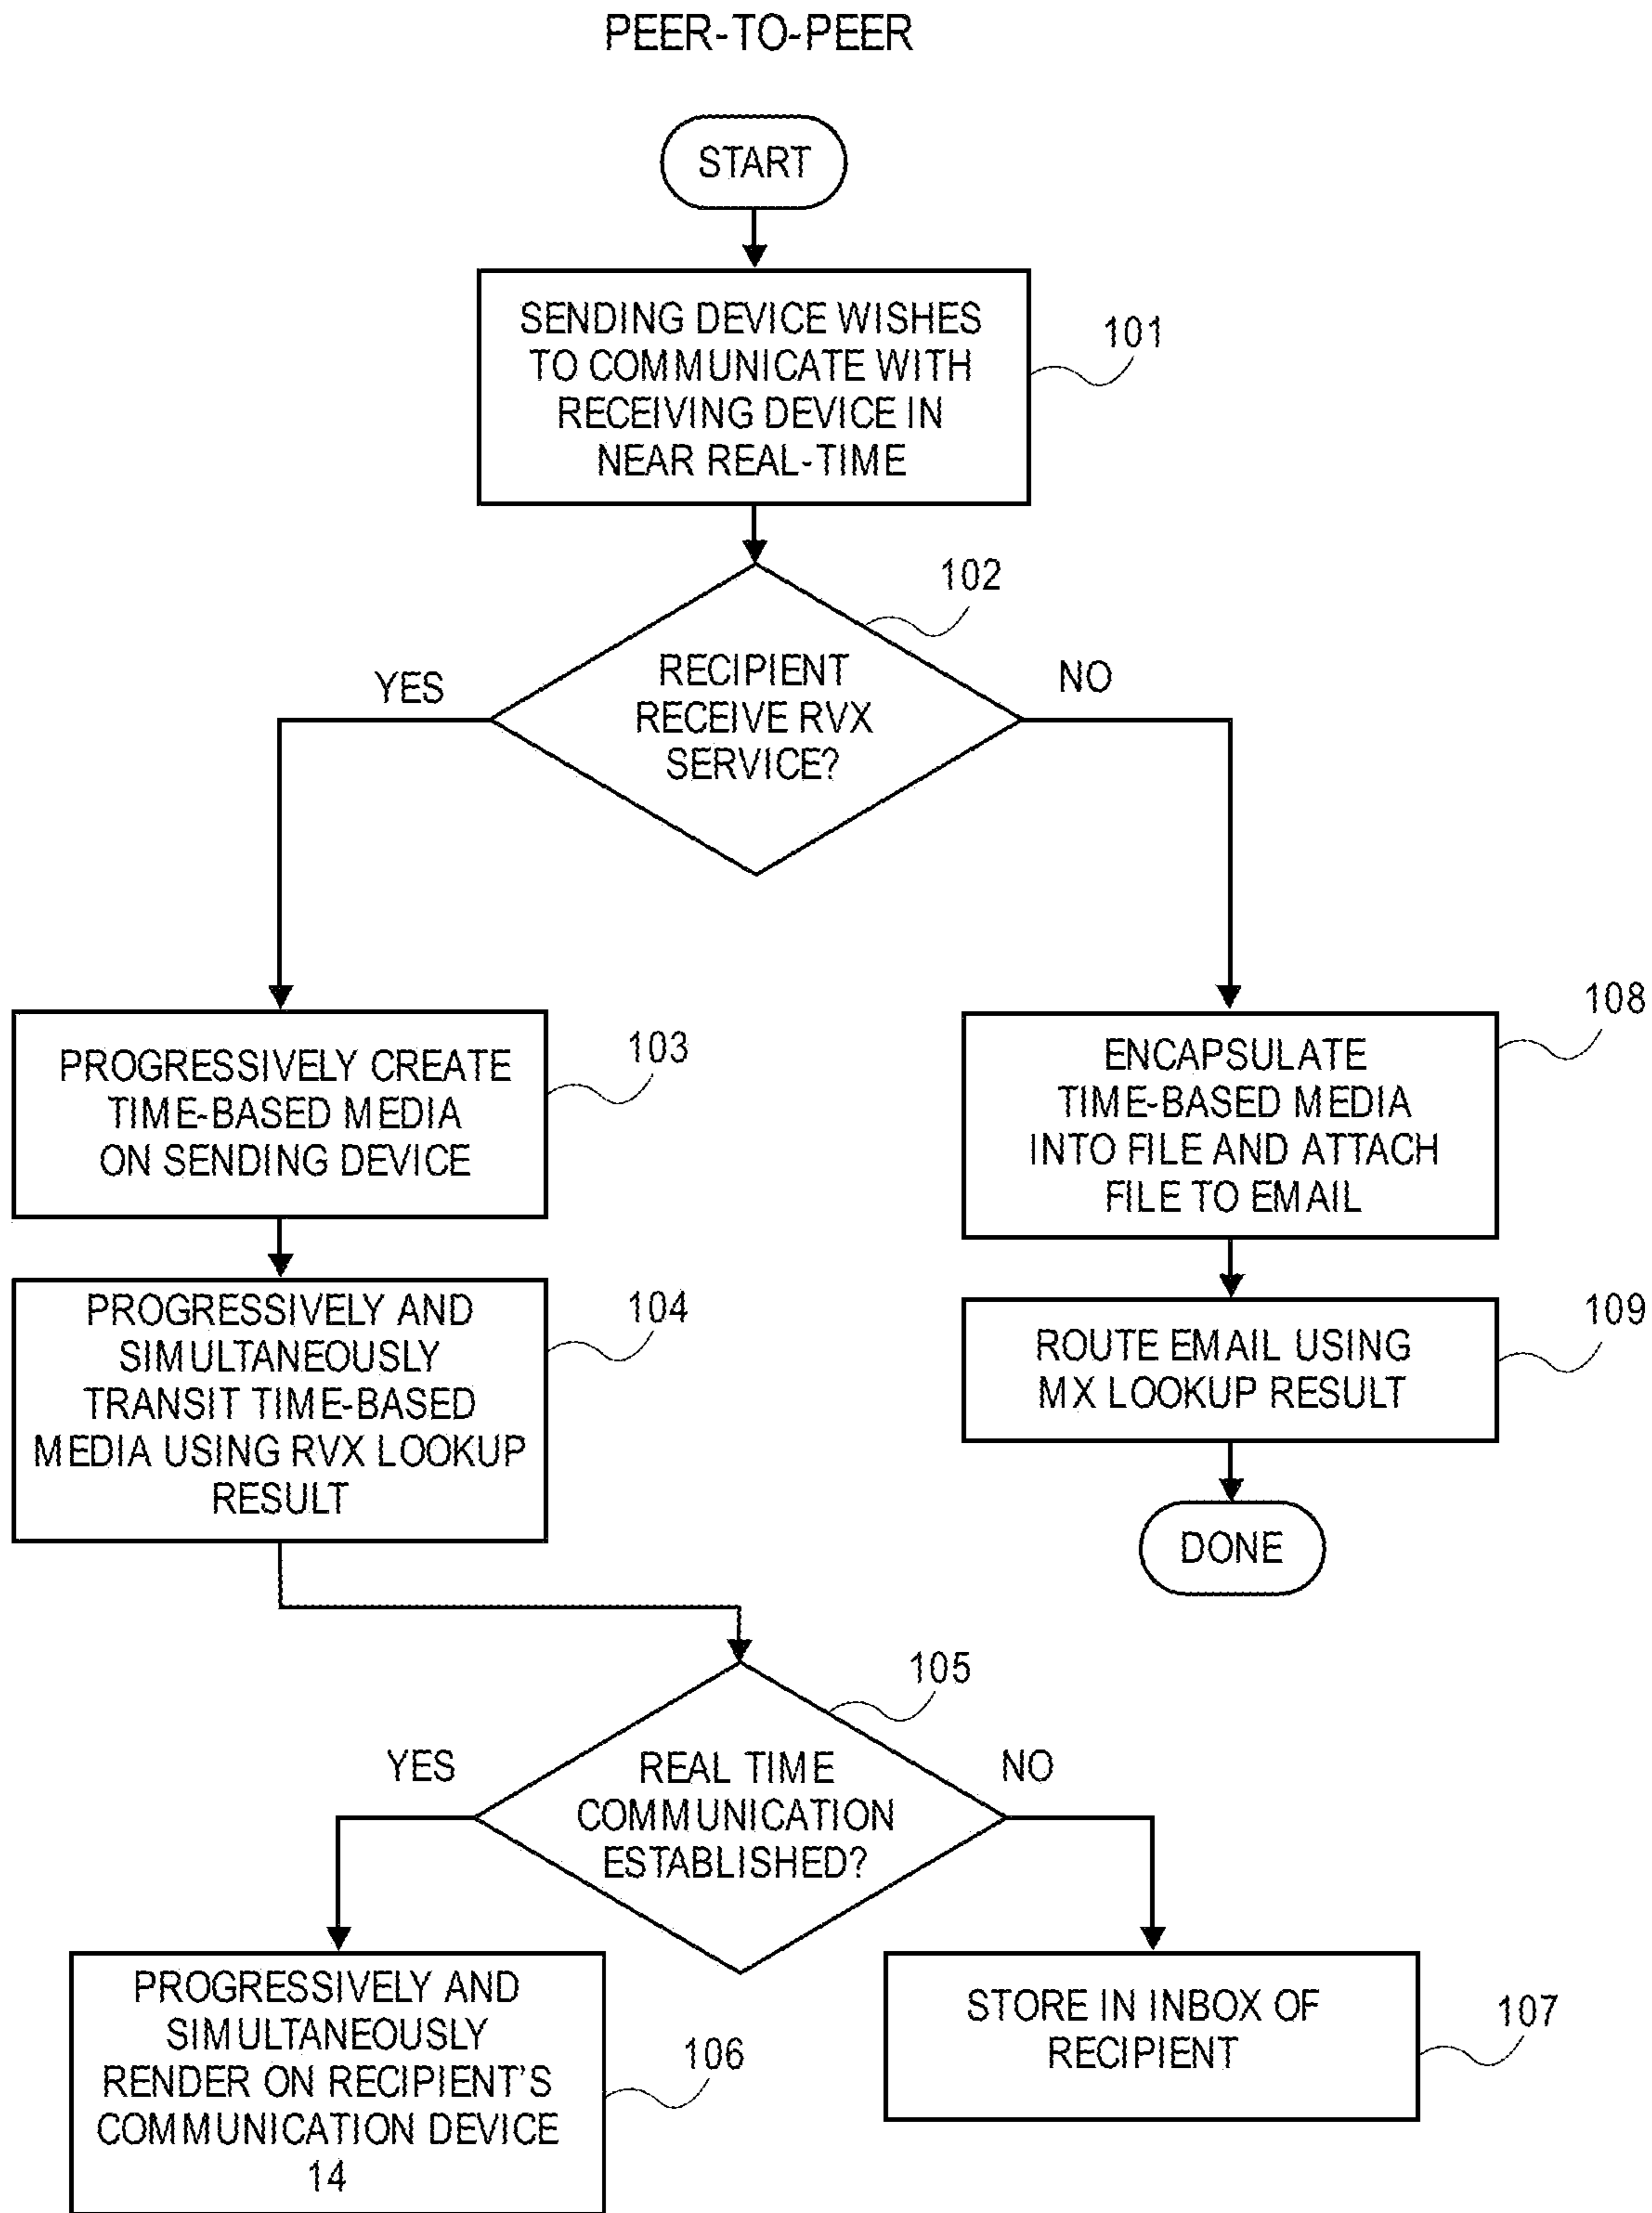 PEER-TO-PEER
START
SENDING DEVICE WISHES
TO COMMUNICATE WITH
RECEIVING DEVICE IN
NEAR REAL-TIME
101
102
RECIPIENT
RECEIVE RVX
SERVICE?
YES
NO
PROGRESSIVELY CREATE
TIME-BASED MEDIA
ON SENDING DEVICE
103
PROGRESSIVELY AND
SIMULTANEOUSLY
TRANSIT TIME-BASED
MEDIA USING RVX LOOKUP
RESULT
104
ENCAPSULATE
TIME-BASED MEDIA
INTO FILE AND ATTACH
FILE TO EMAIL
108
ROUTE EMAIL USING
MX LOOKUP RESULT
109
DONE
105
REAL TIME
COMMUNICATION
ESTABLISHED?
YES
NO
PROGRESSIVELY AND
SIMULTANEOUSLY
RENDER ON RECIPIENT'S
COMMUNICATION DEVICE
14
106
STORE IN INBOX OF
RECIPIENT
107